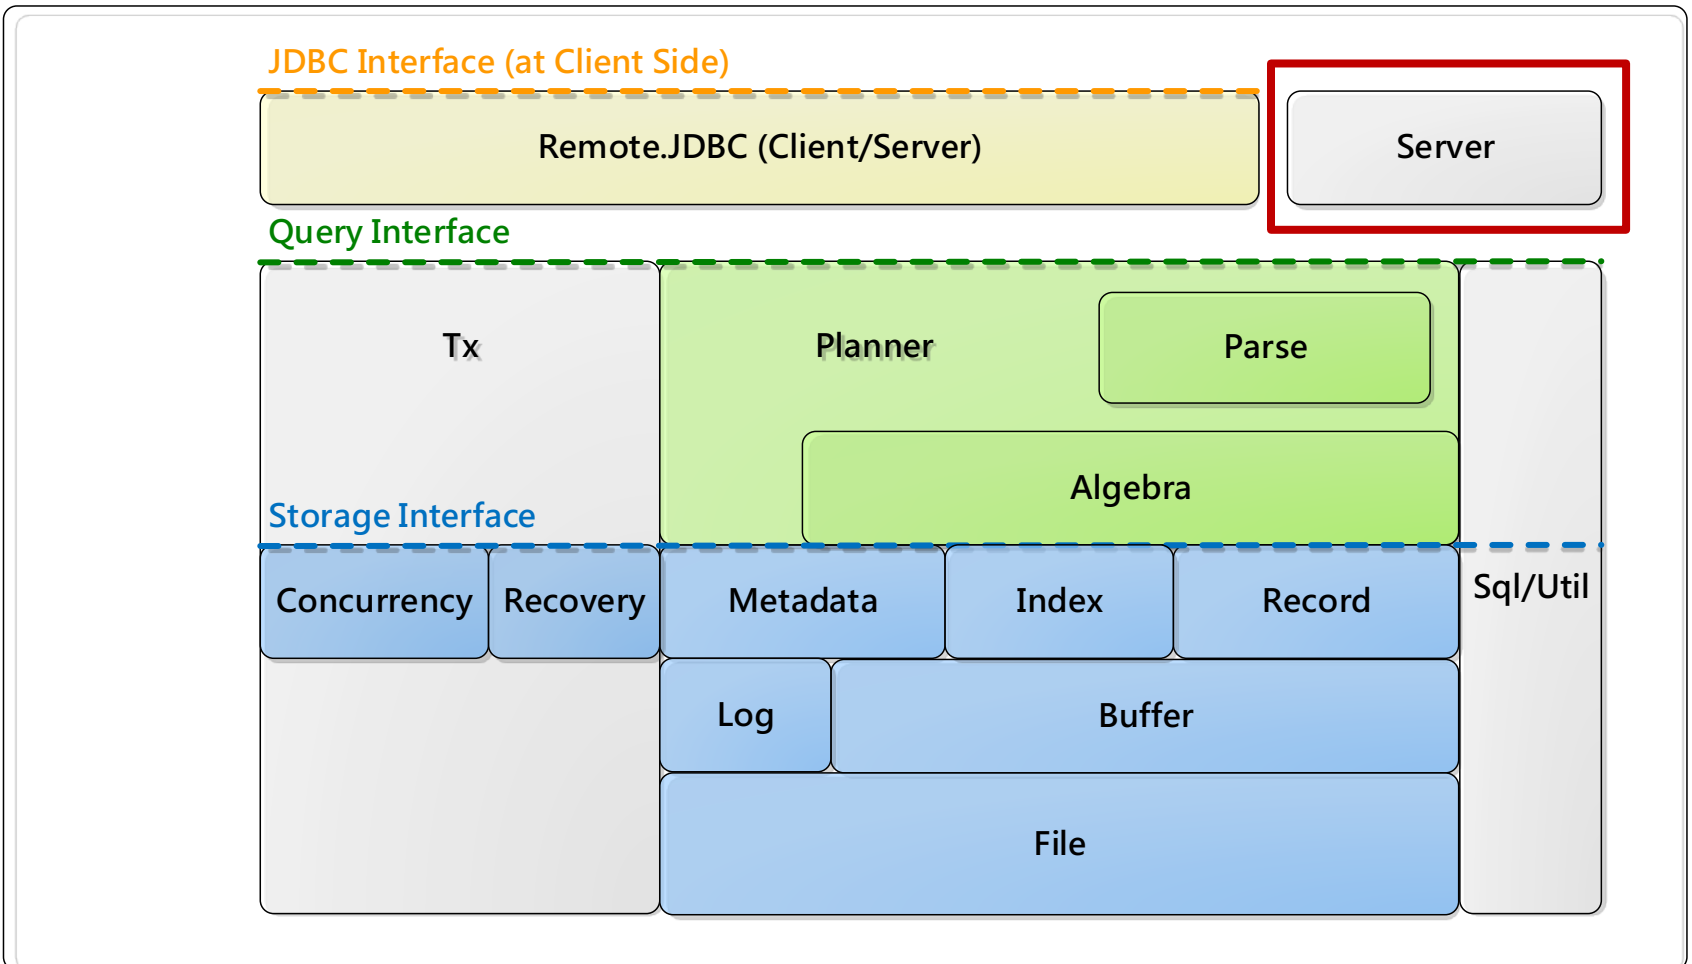 JDBC Interface (at Client Side)
Remote.JDBC (Client/Server)
Server
Query Interface
Tx
Planner
Parse
Algebra
Storage Interface
Concurrency
Recovery
Metadata
Index
Record
Sql/Util
Log
Buffer
File